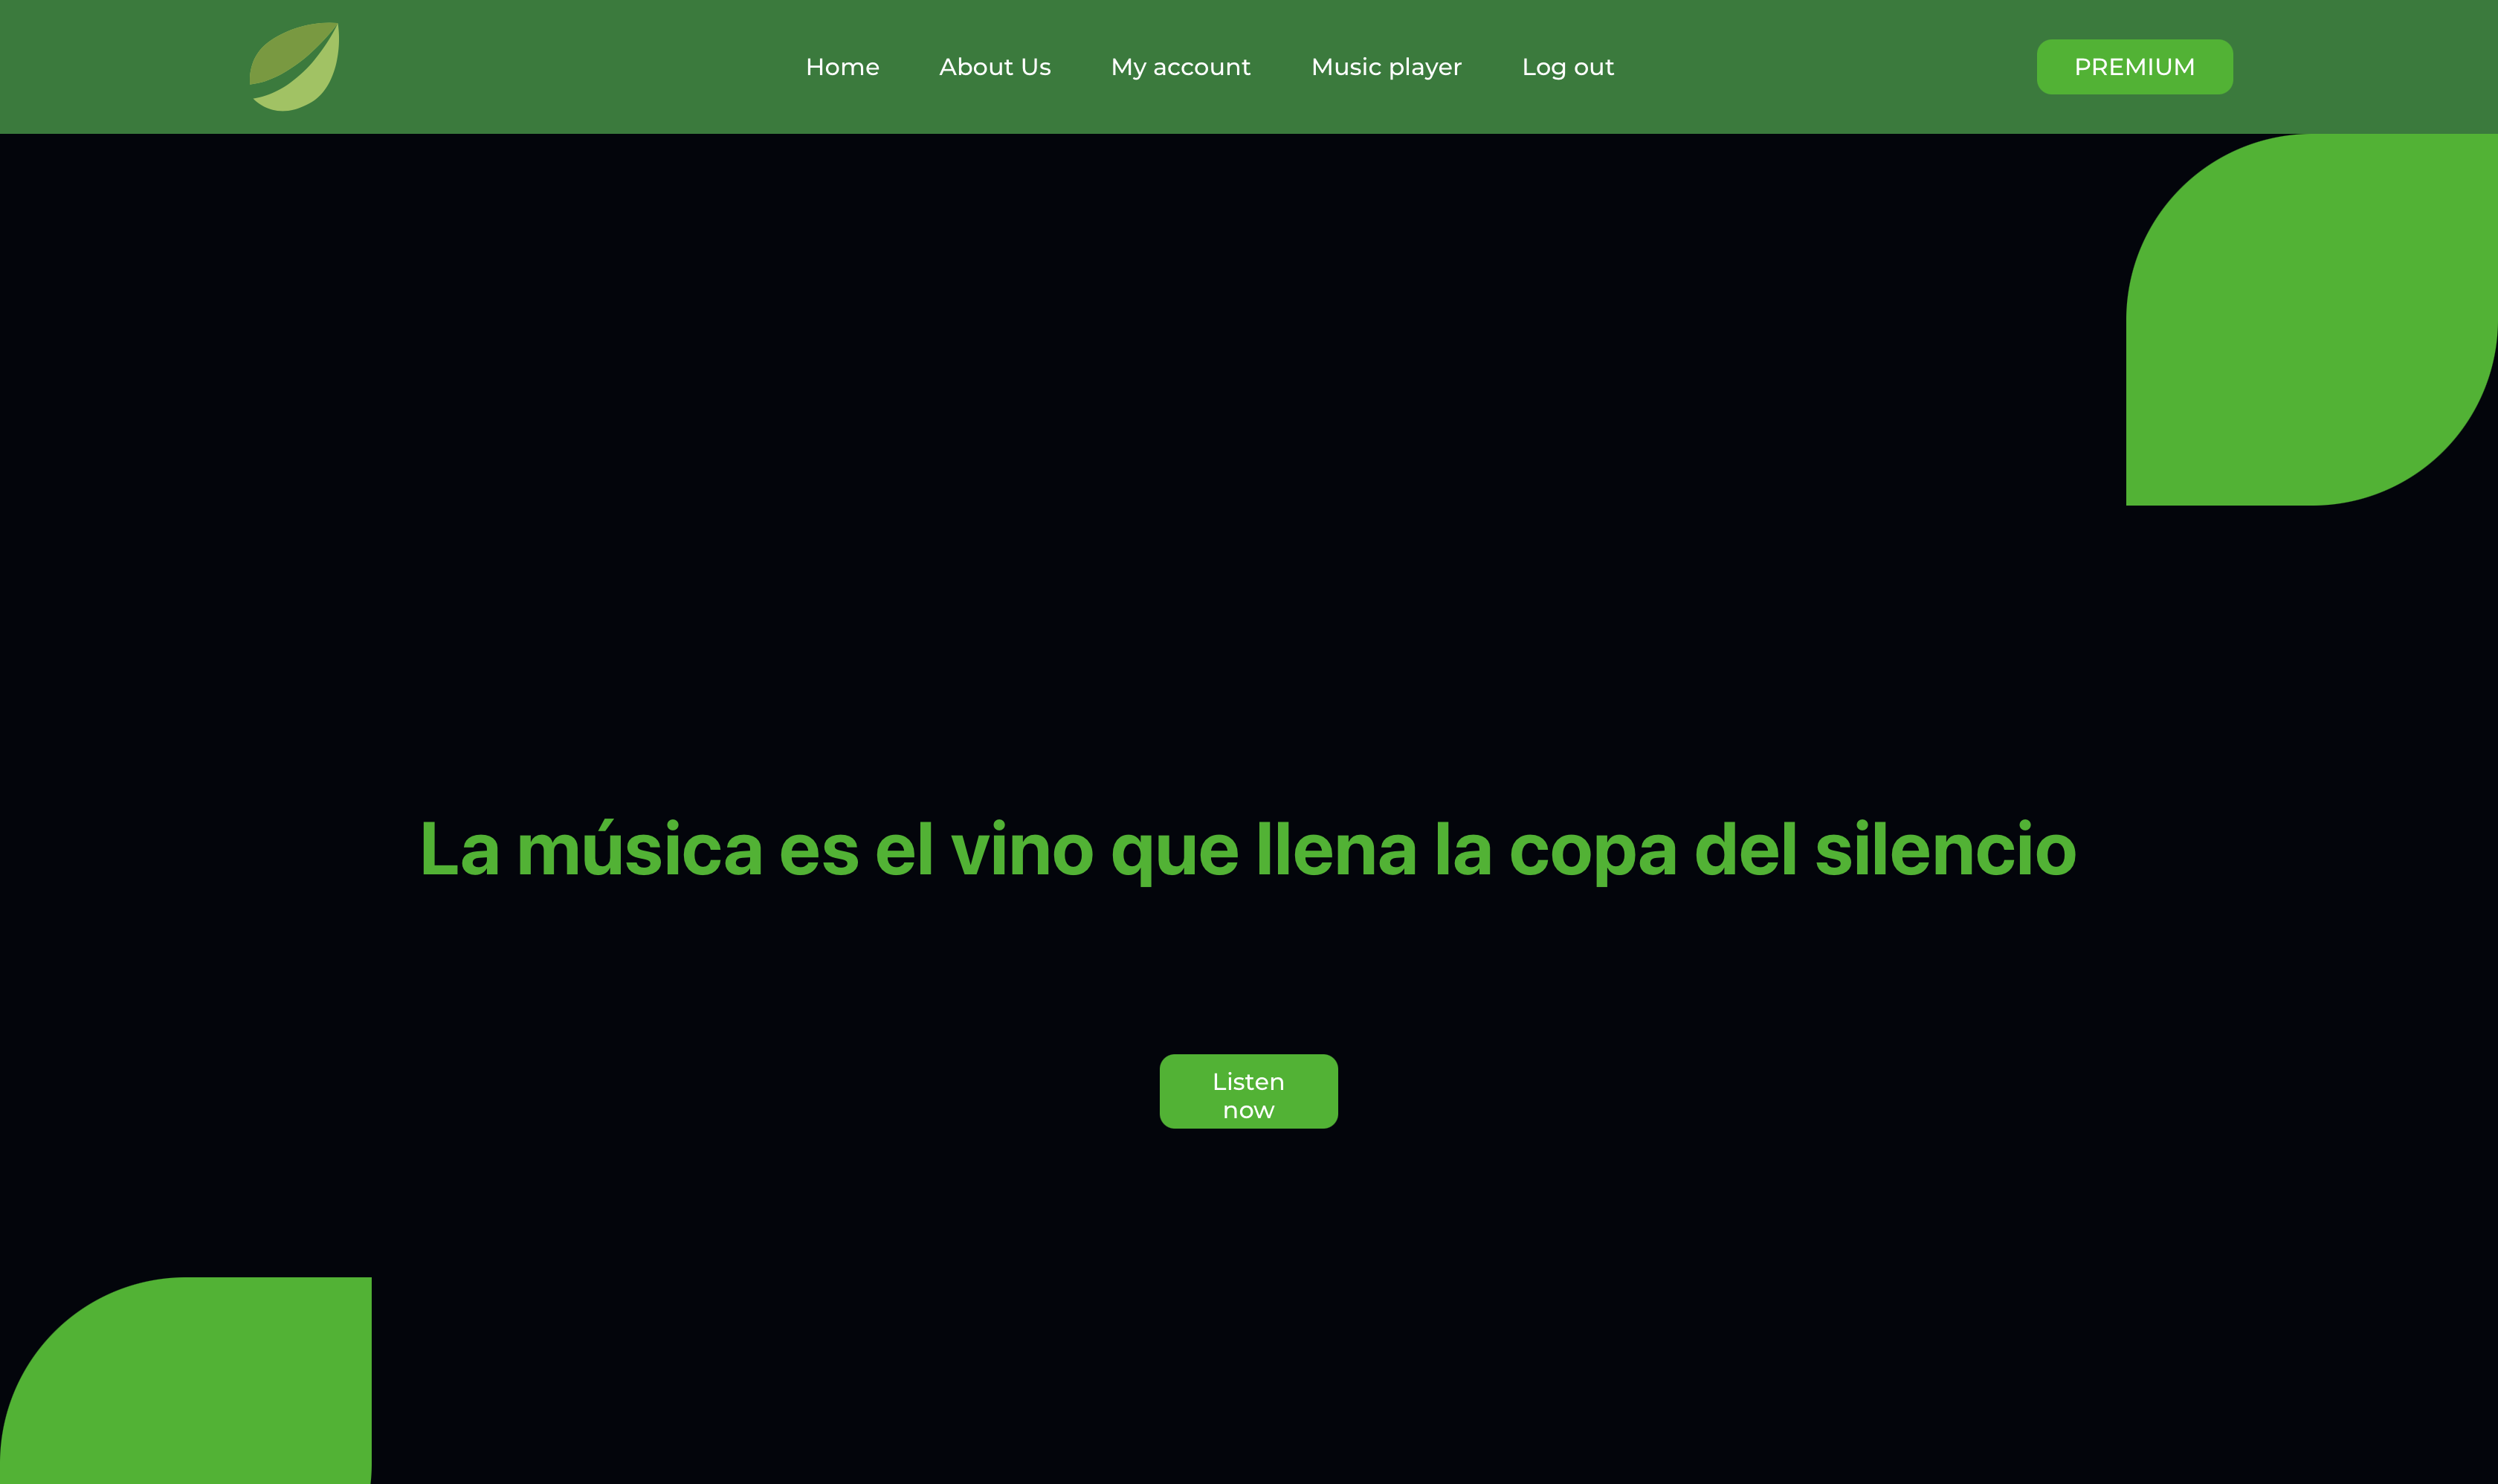 Home About Us My account Music player Log out PREMIUM
La música es el vino que llena la copa del silencio
Listen
now